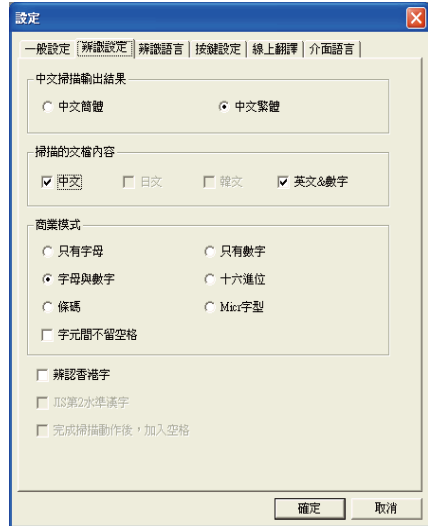 設定
一般設定 辨識設定 辨識語言 按鍵設定 線上翻譯 介面語言
中文掃描輸出結果
中文簡體 中文繁體
掃描的文檔內容
中文 日文 韓文 英文&數字
商業模式
只有字母 只有數字
字母與數字 十六進位
條碼 Micr字型
字元間不留空格
辨認香港字
JIS第2水準漢字
完成掃描動作後，加入空格
確定 取消